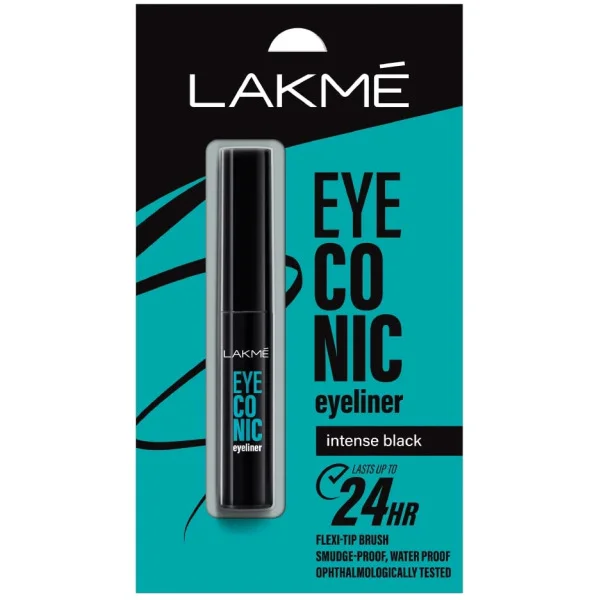 LAKMÉ
EYE
CO
NIC
eyeliner
intense black
LASTS UP TO
24HR
FLEXI-TIP BRUSH
SMUDGE-PROOF, WATER PROOF
OPHTHALMOLOGICALLY TESTED
LAKMÉ
EYE
CO
NIC
eyeliner